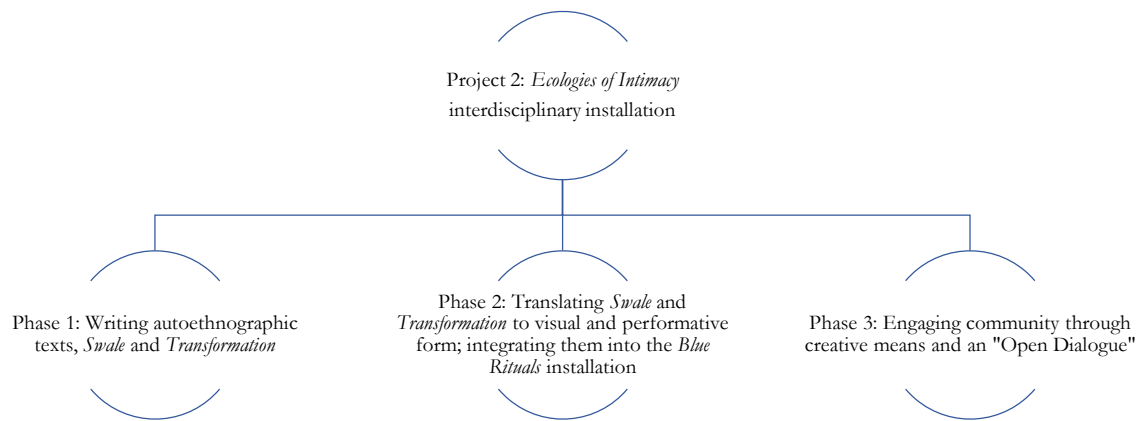 Project 2: Ecologies of Intimacy
interdisciplinary installation
Phase 1: Writing autoethnographic
texts, Swale and Transformation
Phase 2: Translating Swale and
Transformation to visual and performative
form; integrating them into the Blue
Rituals installation
Phase 3: Engaging community through
creative means and an "Open Dialogue"